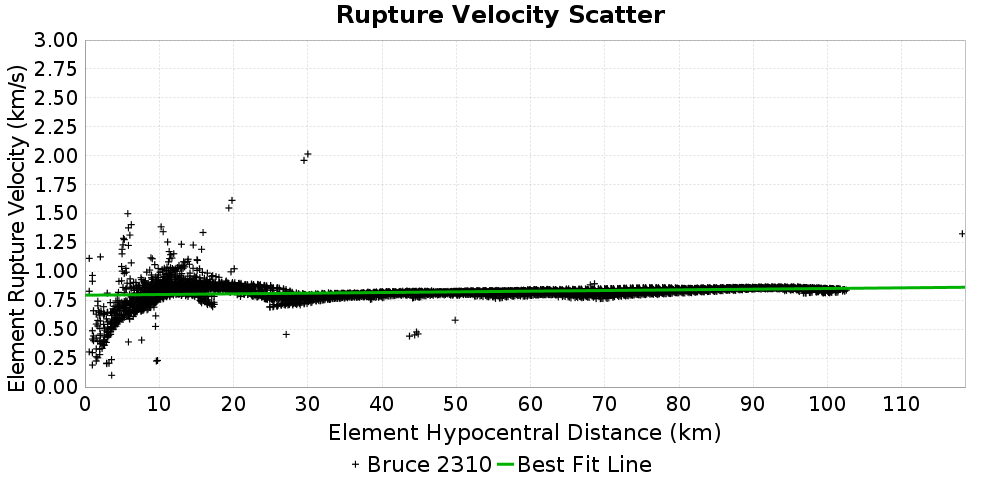 Rupture Velocity Scatter
Element Rupture Velocity (km/s)
3.00
2.75
2.50
2.25
2.00
1.75
1.50
1.25
1.00
0.75
0.50
0.25
0.00
0 10 20 30 40 50 60 70 80 90 100 110
Element Hypocentral Distance (km)
Bruce 2310 Best Fit Line